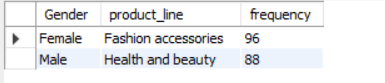 Gender product_line frequency
Female Fashion accessories 96
Male Health and beauty 88